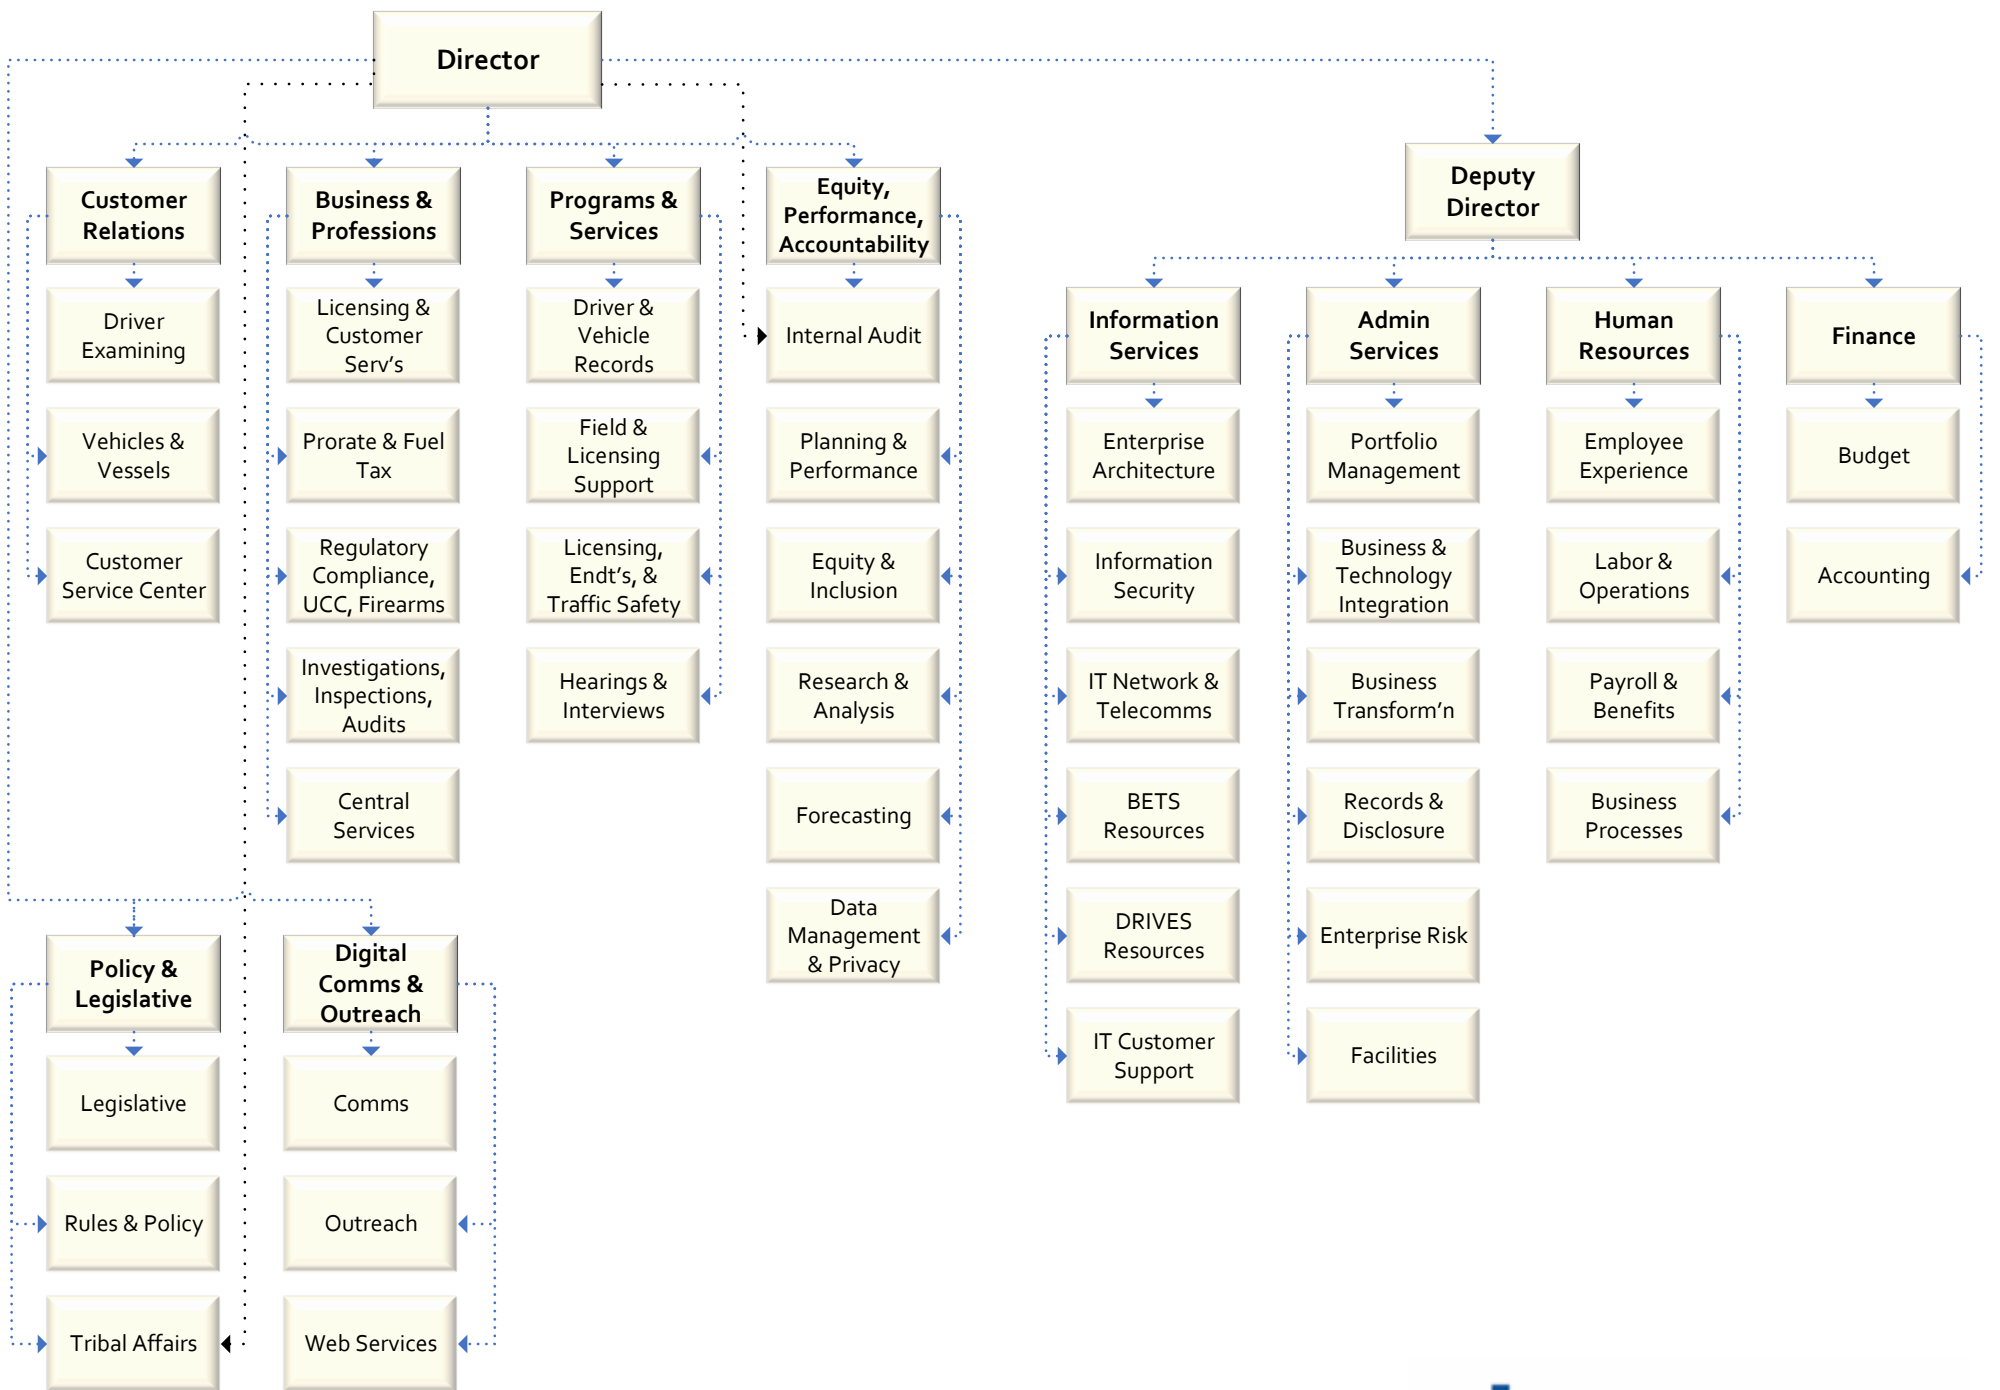 Director
Customer
Relations
Driver
Examining
Vehicles &
Vessels
Customer
Service Center
Business &
Professions
Licensing &
Customer
Serv's
Prorate & Fuel
Tax
Regulatory
Compliance,
UCC, Firearms
Investigations,
Inspections,
Audits
Central
Services
Programs &
Services
Driver &
Vehicle
Records
Field &
Licensing
Support
Licensing,
Endt's, &
Traffic Safety
Hearings &
Interviews
Equity,
Performance,
Accountability
Internal Audit
Planning &
Performance
Equity &
Inclusion
Research &
Analysis
Forecasting
Data
Management
& Privacy
Deputy
Director
Information
Services
Enterprise
Architecture
Information
Security
IT Network &
Telecomms
BETS
Resources
DRIVES
Resources
IT Customer
Support
Admin
Services
Portfolio
Management
Business &
Technology
Integration
Business
Transform'n
Records &
Disclosure
Enterprise Risk
Facilities
Human
Resources
Employee
Experience
Labor &
Operations
Payroll &
Benefits
Business
Processes
Finance
Budget
Accounting
Policy &
Legislative
Legislative
Rules & Policy
Tribal Affairs
Digital
Comms &
Outreach
Comms
Outreach
Web Services